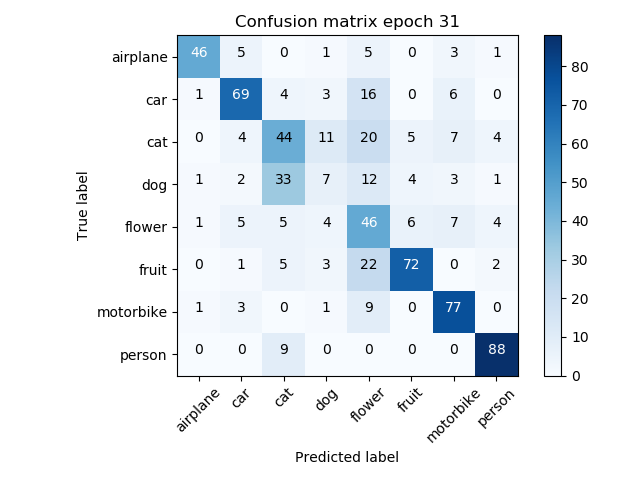 Confusion matrix epoch 31
True label
airplane 46 5 0 1 5 0 3 1
car 1 69 4 3 16 0 6 0
cat 0 4 44 11 20 5 7 4
dog 1 2 33 7 12 4 3 1
flower 1 5 5 4 46 6 7 4
fruit 0 1 5 3 22 72 0 2
motorbike 1 3 0 1 9 0 77 0
person 0 0 9 0 0 0 0 88
airplane car cat dog flower fruit motorbike person
Predicted label
80
70
60
50
40
30
20
10
0